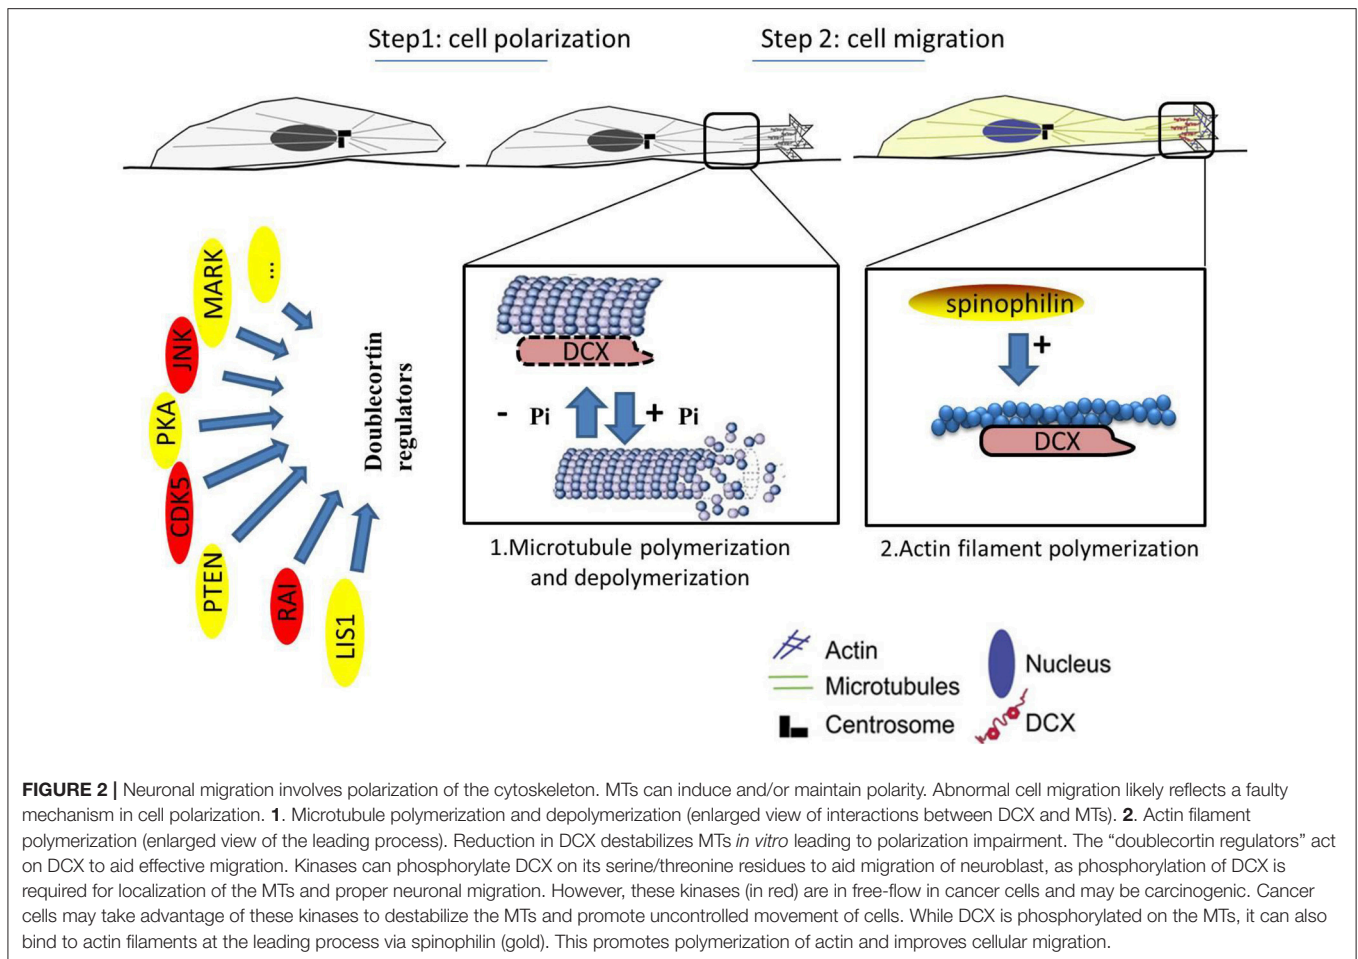 Step1: cell polarization
Step 2: cell migration
...
MARK
JNK
PKA
CDK5
PTEN
RAI
LIS1
Doublecortin
regulators
DCX
- Pi
+ Pi
1.Microtubule polymerization
and depolymerization
spinophilin
+
DCX
2.Actin filament polymerization
Actin
Microtubules
Centrosome
Nucleus
DCX
FIGURE 2 | Neuronal migration involves polarization of the cytoskeleton. MTs can induce and/or maintain polarity. Abnormal cell migration likely reflects a faulty
mechanism in cell polarization. 1. Microtubule polymerization and depolymerization (enlarged view of interactions between DCX and MTs). 2. Actin filament
polymerization (enlarged view of the leading process). Reduction in DCX destabilizes MTs in vitro leading to polarization impairment. The “doublecortin regulators” act
on DCX to aid effective migration. Kinases can phosphorylate DCX on its serine/threonine residues to aid migration of neuroblast, as phosphorylation of DCX is
required for localization of the MTs and proper neuronal migration. However, these kinases (in red) are in free-flow in cancer cells and may be carcinogenic. Cancer
cells may take advantage of these kinases to destabilize the MTs and promote uncontrolled movement of cells. While DCX is phosphorylated on the MTs, it can also
bind to actin filaments at the leading process via spinophilin (gold). This promotes polymerization of actin and improves cellular migration.